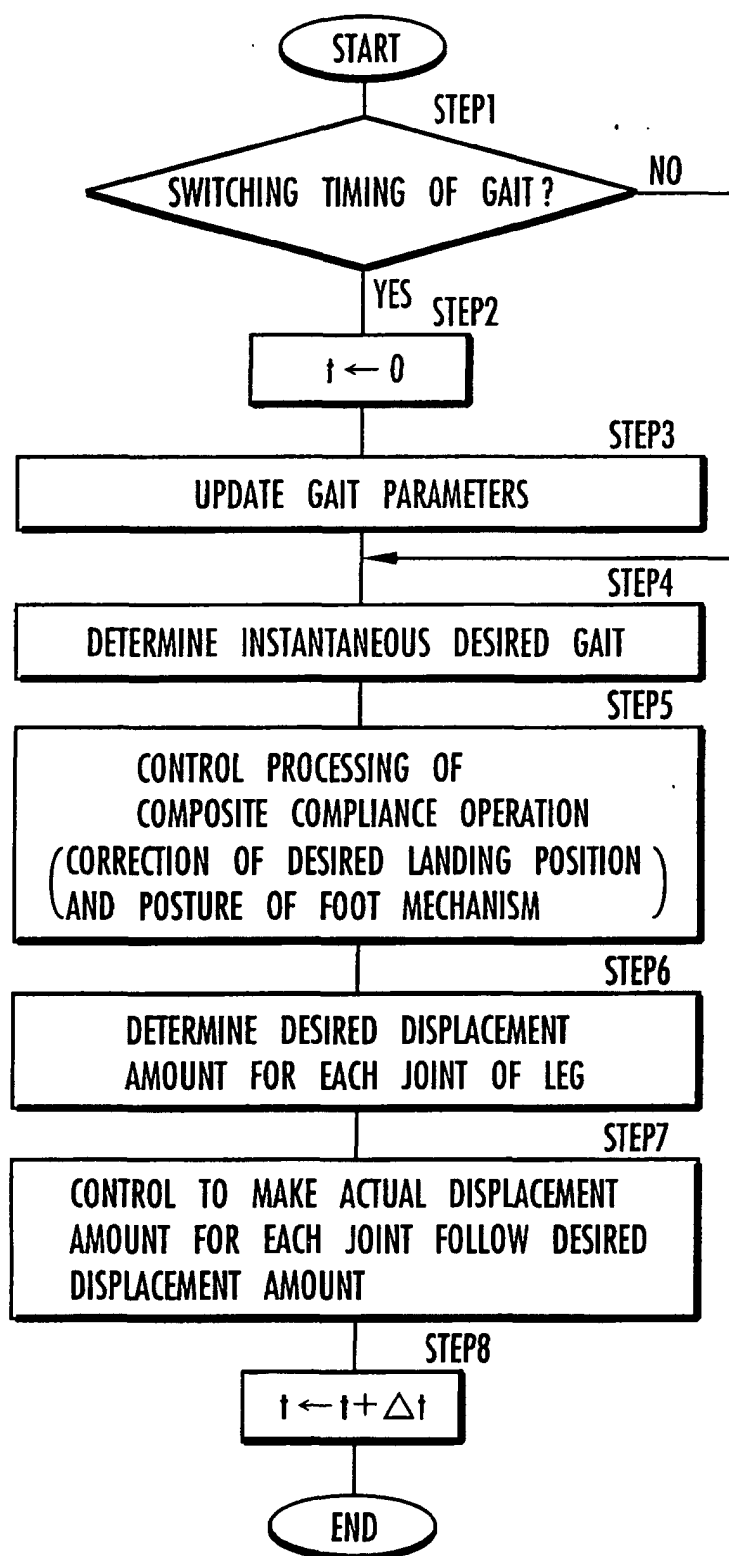 START
STEP1
SWITCHING TIMING OF GAIT?
NO
YES
STEP2
t ← 0
STEP3
UPDATE GAIT PARAMETERS
STEP4
DETERMINE INSTANTANEOUS DESIRED GAIT
STEP5
CONTROL PROCESSING OF
COMPOSITE COMPLIANCE OPERATION
(CORRECTION OF DESIRED LANDING POSITION
AND POSTURE OF FOOT MECHANISM)
STEP6
DETERMINE DESIRED DISPLACEMENT
AMOUNT FOR EACH JOINT OF LEG
STEP7
CONTROL TO MAKE ACTUAL DISPLACEMENT
AMOUNT FOR EACH JOINT FOLLOW DESIRED
DISPLACEMENT AMOUNT
STEP8
t ← t + △t
END